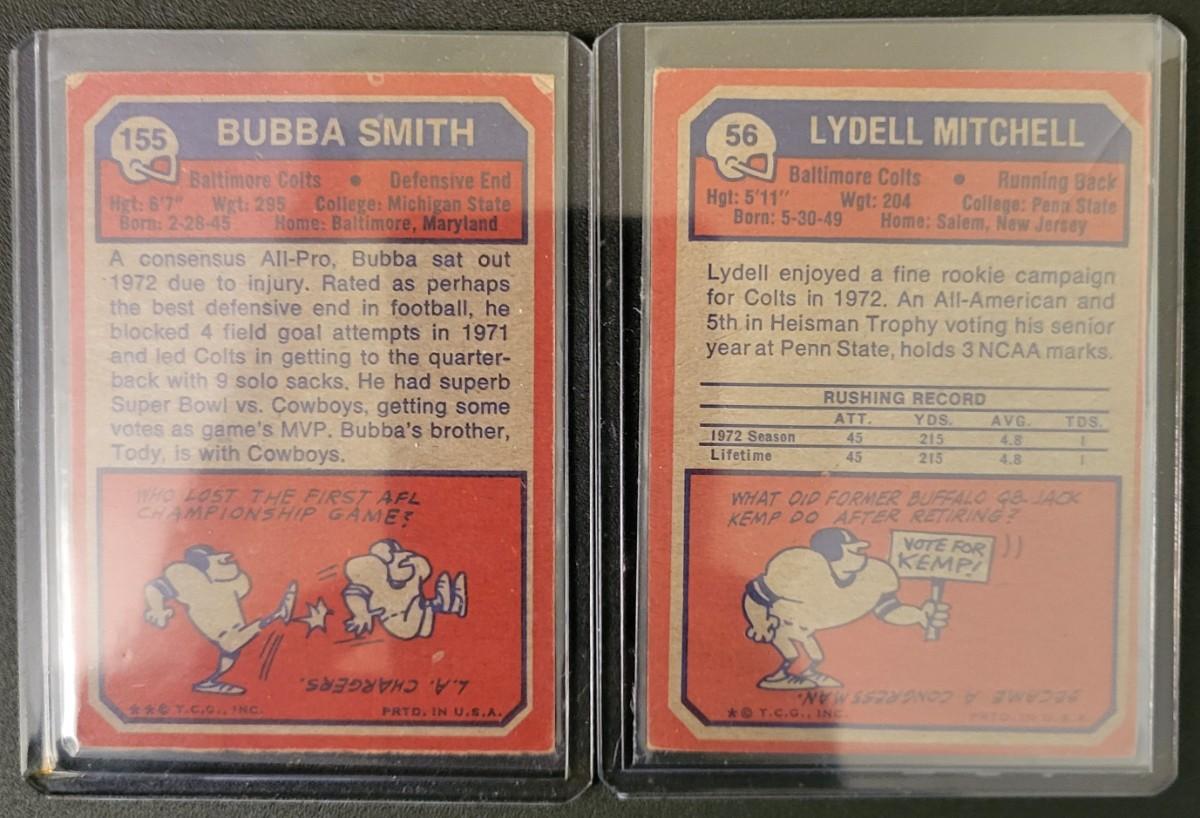 155
BUBBA SMITH
Baltimore Colts • Defensive End
Hgt: 6'7" Wgt: 295 College: Michigan State
Born: 2-28-45 Home: Baltimore, Maryland
A consensus All-Pro, Bubba sat out
1972 due to injury. Rated as perhaps
the best defensive end in football, he
blocked 4 field goal attempts in 1971
and led Colts in getting to the quarter-
back with 9 solo sacks. He had superb
Super Bowl vs. Cowboys, getting some
votes as game's MVP. Bubba's brother,
Tody, is with Cowboys.
WHO LOST THE FIRST AFL
CHAMPIONSHIP GAME?
L.A. CHARGERS.
**© T.C.G., INC. PRTD. IN U.S.A.
56
LYDELL MITCHELL
Baltimore Colts • Running Back
Hgt: 5'11" Wgt: 204 College: Penn State
Born: 5-30-49 Home: Salem, New Jersey
Lydell enjoyed a fine rookie campaign
for Colts in 1972. An All-American and
5th in Heisman Trophy voting his senior
year at Penn State, holds 3 NCAA marks.
RUSHING RECORD
ATT. YDS. AVG. TDS.
1972 Season 45 215 4.8 1
Lifetime 45 215 4.8 1
WHAT DID FORMER BUFFALO QB JACK
KEMP DO AFTER RETIRING?
VOTE FOR
KEMP!
BECAME A CONGRESSMAN.
*© T.C.G., INC. PRTD. IN U.S.A.